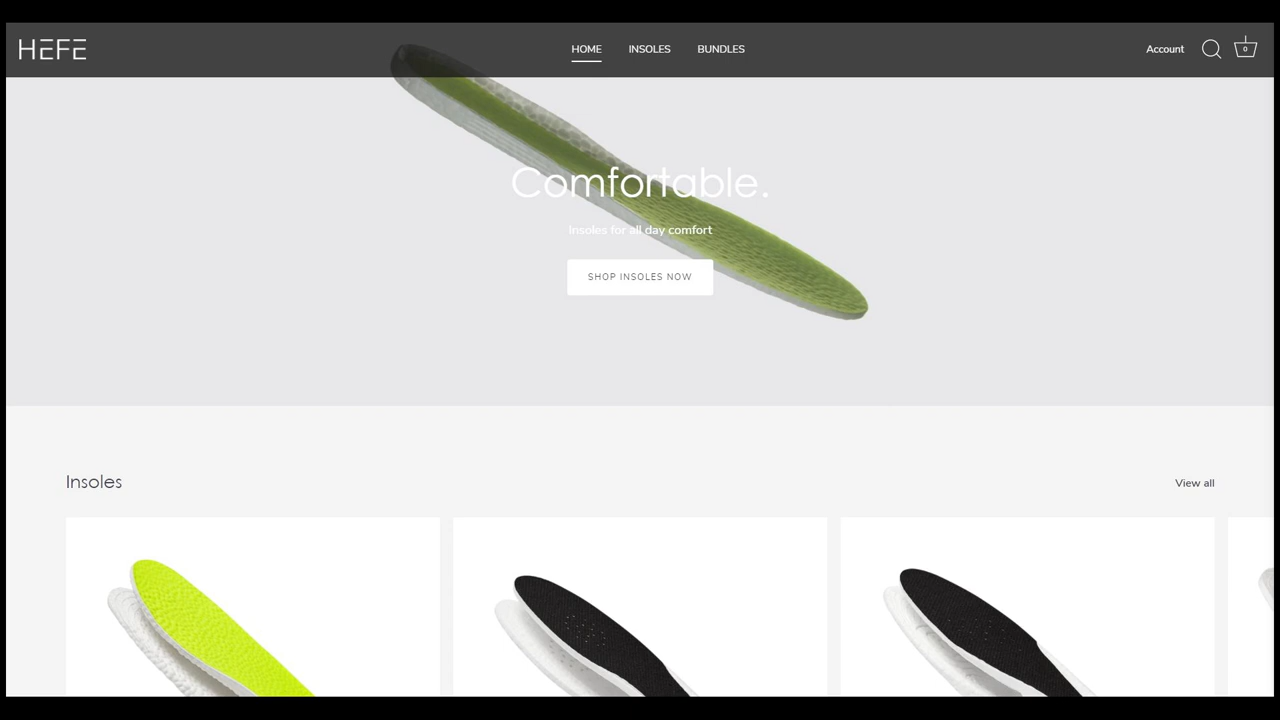 HEFE
HOME INSOLES BUNDLES
Account
0
Comfortable.
Insoles for all day comfort
SHOP INSOLES NOW
Insoles
View all